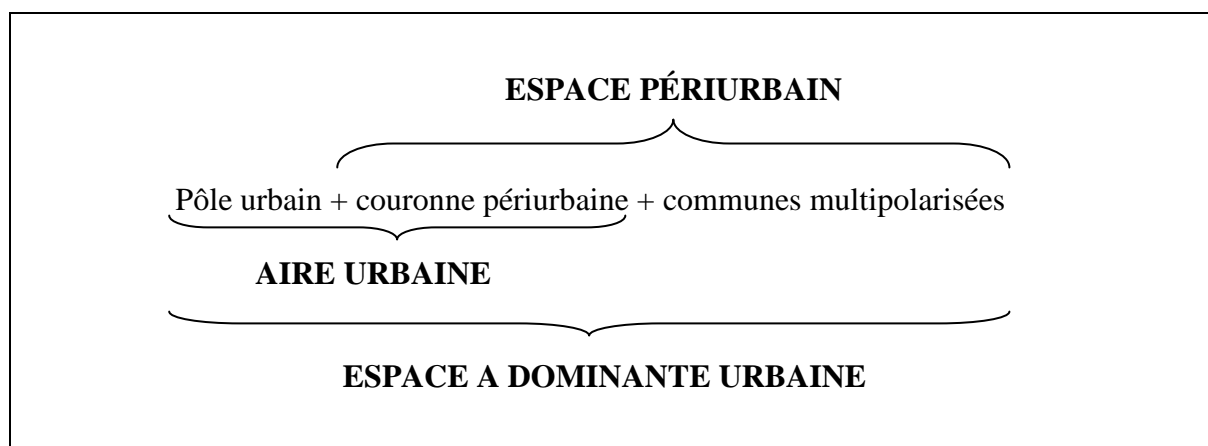 ESPACE PÉRIURBAIN
Pôle urbain + couronne périurbaine + communes multipolarisées
AIRE URBAINE
ESPACE A DOMINANTE URBAINE